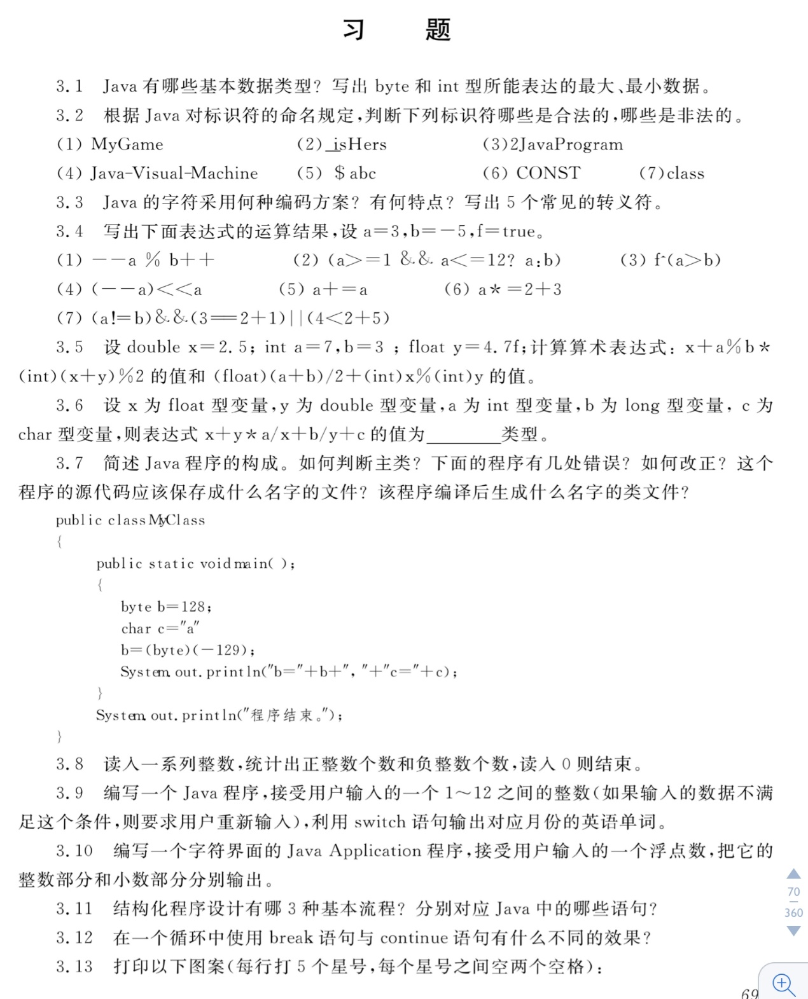 习 题
3.1 Java 有哪些基本数据类型？写出 byte 和 int 型所能表达的最大、最小数据。
3.2 根据 Java 对标识符的命名规定,判断下列标识符哪些是合法的,哪些是非法的。
(1) MyGame (2)_isHers (3)2JavaProgram
(4) Java-Visual-Machine (5) $abc (6) CONST (7)class
3.3 Java 的字符采用何种编码方案？有何特点？写出 5 个常见的转义符。
3.4 写出下面表达式的运算结果,设 a=3,b=-5,f=true。
(1) --a % b++ (2) (a>=1 && a<=12? a:b) (3) f^(a>b)
(4) (--a)<<a (5) a+=a (6) a*=2+3
(7) (a!=b)&&(3==2+1)||(4<2+5)
3.5 设 double x=2.5; int a=7,b=3 ; float y=4.7f;计算算术表达式: x+a%b*
(int)(x+y)%2 的值和 (float)(a+b)/2+(int)x%(int)y 的值。
3.6 设 x 为 float 型变量,y 为 double 型变量,a 为 int 型变量,b 为 long 型变量, c 为
char 型变量,则表达式 x+y*a/x+b/y+c 的值为________类型。
3.7 简述 Java 程序的构成。如何判断主类？下面的程序有几处错误？如何改正？这个
程序的源代码应该保存成什么名字的文件？该程序编译后生成什么名字的类文件？
public class MyClass
{
public static void main( );
{
byte b=128;
char c="a"
b=(byte)(-129);
System.out.println("b="+b+", "+"c="+c);
}
System.out.println("程序结束。");
}
3.8 读入一系列整数,统计出正整数个数和负整数个数,读入 0 则结束。
3.9 编写一个 Java 程序,接受用户输入的一个 1～12 之间的整数(如果输入的数据不满
足这个条件,则要求用户重新输入),利用 switch 语句输出对应月份的英语单词。
3.10 编写一个字符界面的 Java Application 程序,接受用户输入的一个浮点数,把它的
整数部分和小数部分分别输出。
3.11 结构化程序设计有哪 3 种基本流程？分别对应 Java 中的哪些语句？
3.12 在一个循环中使用 break 语句与 continue 语句有什么不同的效果？
3.13 打印以下图案(每行打 5 个星号,每个星号之间空两个空格):
70
360
69